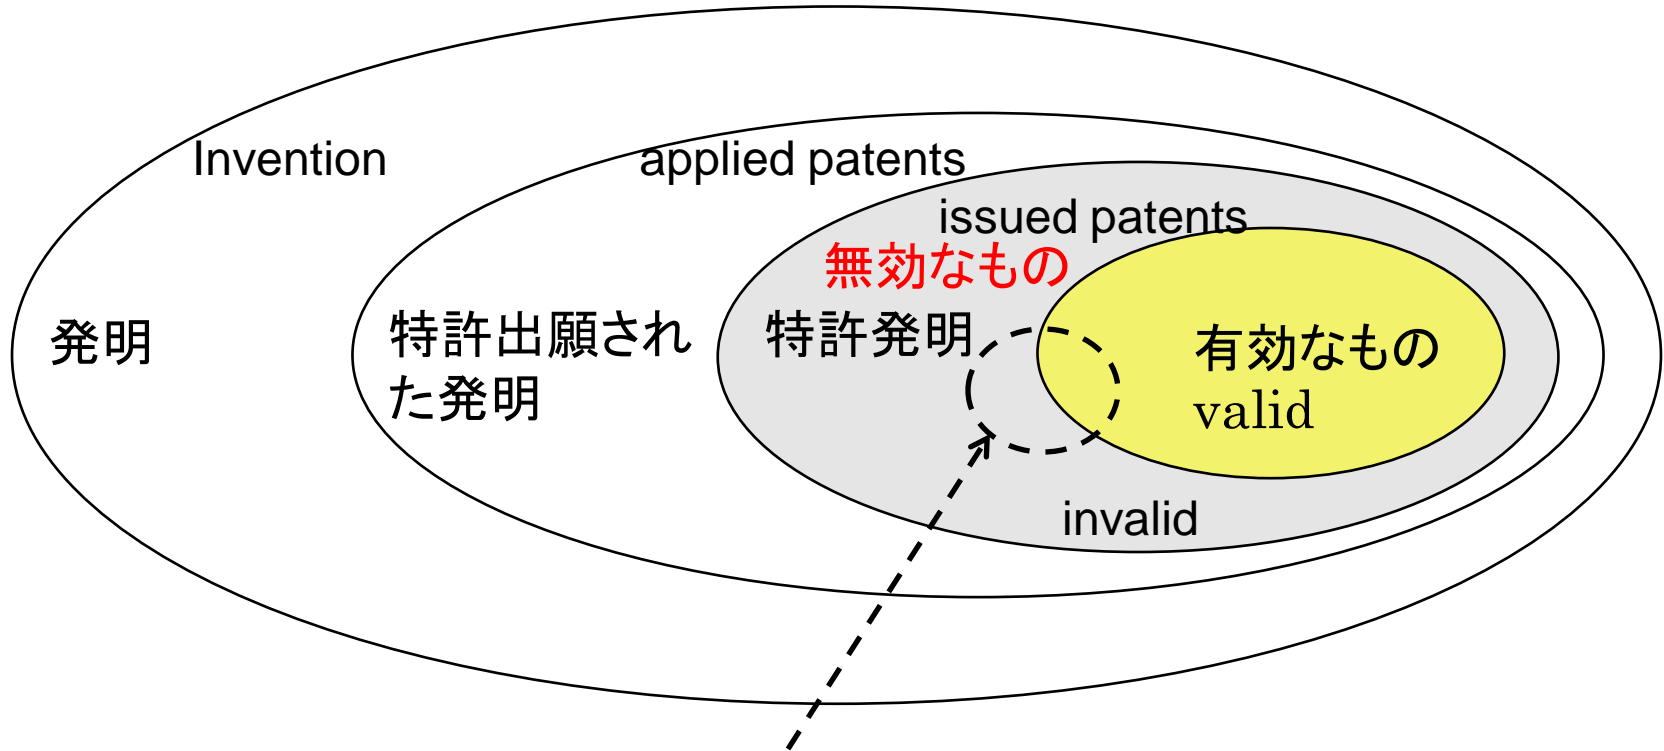 Invention
applied patents
issued patents
無効なもの
発明
特許出願され
た発明
特許発明
有効なもの
valid
invalid